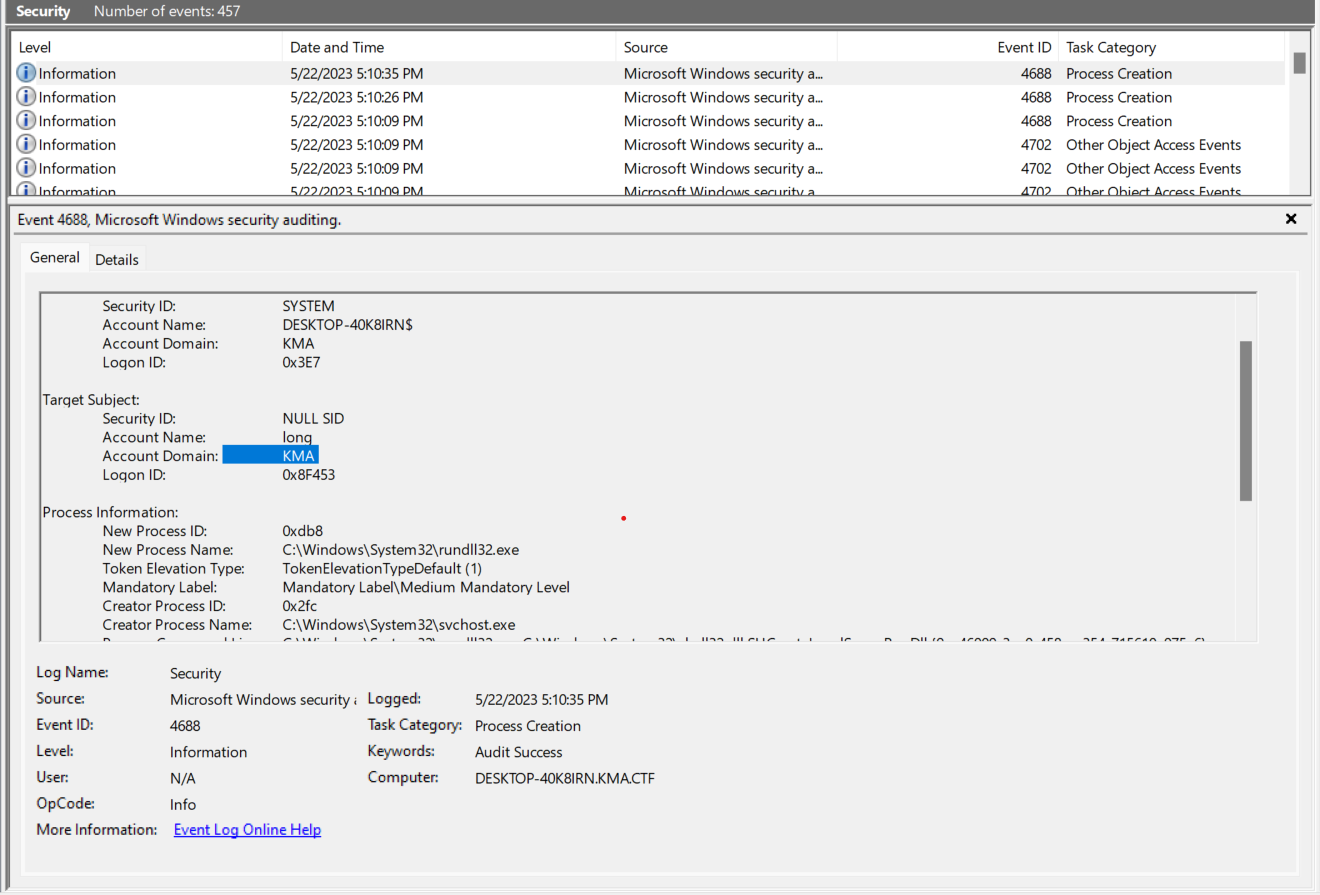 Security Number of events: 457
Level Date and Time Source Event ID Task Category
Information 5/22/2023 5:10:35 PM Microsoft Windows security a... 4688 Process Creation
Information 5/22/2023 5:10:26 PM Microsoft Windows security a... 4688 Process Creation
Information 5/22/2023 5:10:09 PM Microsoft Windows security a... 4688 Process Creation
Information 5/22/2023 5:10:09 PM Microsoft Windows security a... 4702 Other Object Access Events
Information 5/22/2023 5:10:09 PM Microsoft Windows security a... 4702 Other Object Access Events
Information 5/22/2023 5:10:09 PM Microsoft Windows security a 4702 Other Object Access Events
Event 4688, Microsoft Windows security auditing.
General Details
Security ID: SYSTEM
Account Name: DESKTOP-40K8IRN$
Account Domain: KMA
Logon ID: 0x3E7
Target Subject:
Security ID: NULL SID
Account Name: long
Account Domain: KMA
Logon ID: 0x8F453
Process Information:
New Process ID: 0xdb8
New Process Name: C:\Windows\System32\rundll32.exe
Token Elevation Type: TokenElevationTypeDefault (1)
Mandatory Label: Mandatory Label\Medium Mandatory Level
Creator Process ID: 0x2fc
Creator Process Name: C:\Windows\System32\svchost.exe
Log Name: Security
Source: Microsoft Windows security Logged: 5/22/2023 5:10:35 PM
Event ID: 4688 Task Category: Process Creation
Level: Information Keywords: Audit Success
User: N/A Computer: DESKTOP-40K8IRN.KMA.CTF
OpCode: Info
More Information: Event Log Online Help